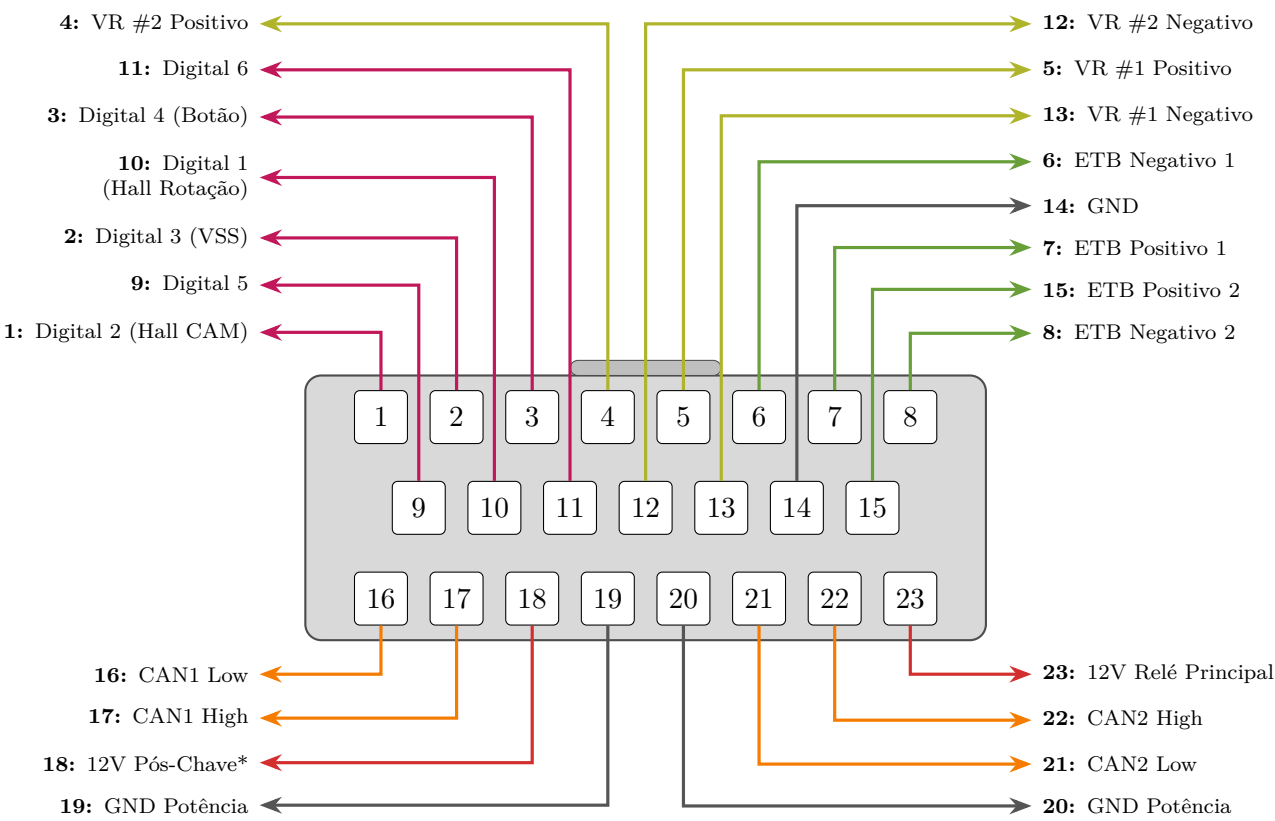 4: VR #2 Positivo
11: Digital 6
3: Digital 4 (Botão)
10: Digital 1
(Hall Rotação)
2: Digital 3 (VSS)
9: Digital 5
1: Digital 2 (Hall CAM)
12: VR #2 Negativo
5: VR #1 Positivo
13: VR #1 Negativo
6: ETB Negativo 1
14: GND
7: ETB Positivo 1
15: ETB Positivo 2
8: ETB Negativo 2
1 2 3 4 5 6 7 8
9 10 11 12 13 14 15
16 17 18 19 20 21 22 23
16: CAN1 Low
17: CAN1 High
18: 12V Pós-Chave*
19: GND Potência
23: 12V Relé Principal
22: CAN2 High
21: CAN2 Low
20: GND Potência